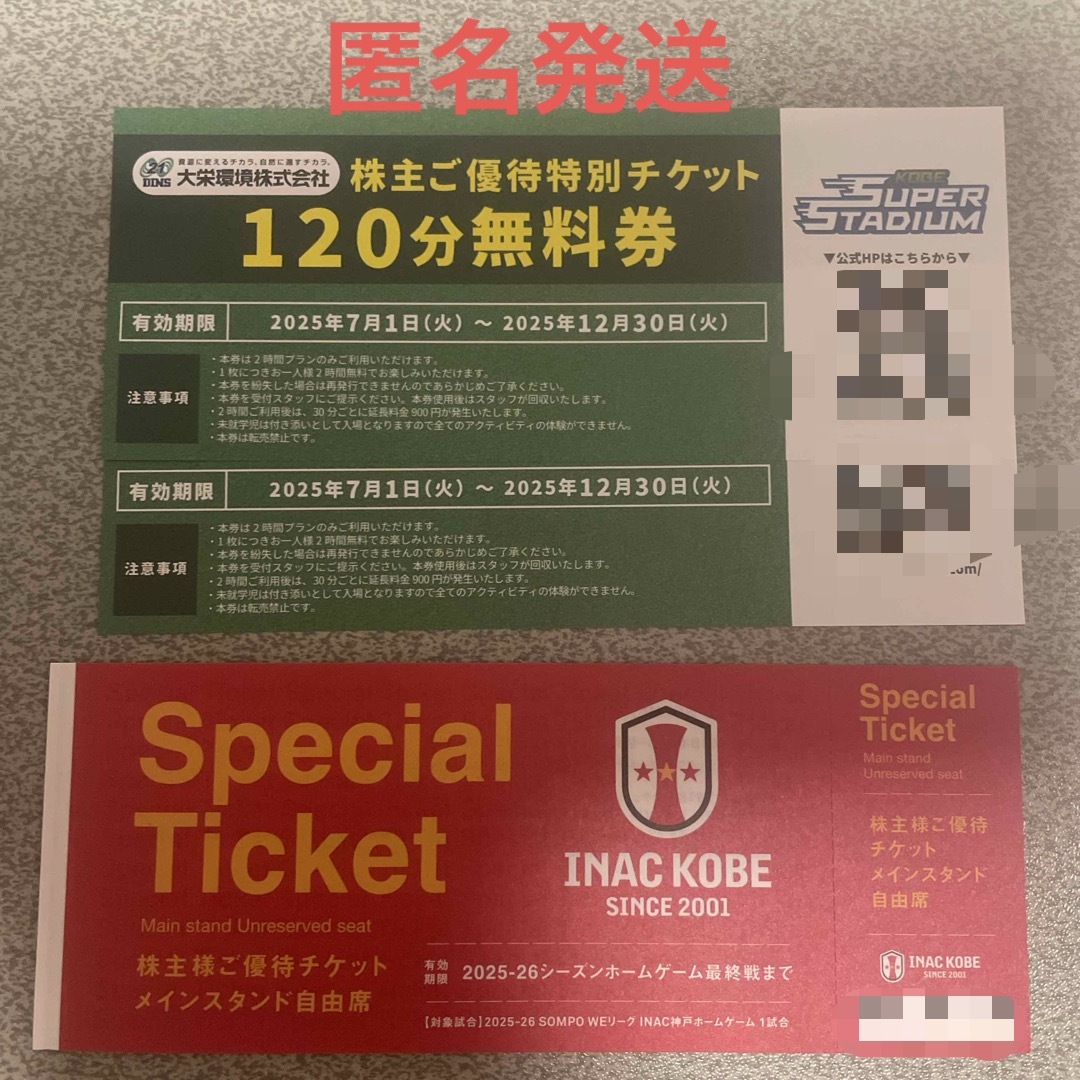 匿名発送
資源に変えるチカラ。自然に還すチカラ。
DINS 大栄環境株式会社
株主ご優待特別チケット
120分無料券
有効期限 2025年7月1日(火) ～ 2025年12月30日(火)
注意事項
・本券は2時間プランのみご利用いただけます。
・1枚につきお一人様2時間無料でお楽しみいただけます。
・本券を紛失した場合は再発行できませんのであらかじめご了承ください。
・本券を受付スタッフにご提示ください。本券使用後はスタッフが回収いたします。
・2時間ご利用後は、30分ごとに延長料金900円が発生いたします。
・未就学児は付き添いとして入場となりますので全てのアクティビティの体験ができません。
・本券は転売禁止です。
KOBE
SUPER
STADIUM
▼公式HPはこちらから▼
有効期限 2025年7月1日(火) ～ 2025年12月30日(火)
注意事項
・本券は2時間プランのみご利用いただけます。
・1枚につきお一人様2時間無料でお楽しみいただけます。
・本券を紛失した場合は再発行できませんのであらかじめご了承ください。
・本券を受付スタッフにご提示ください。本券使用後はスタッフが回収いたします。
・2時間ご利用後は、30分ごとに延長料金900円が発生いたします。
・未就学児は付き添いとして入場となりますので全てのアクティビティの体験ができません。
・本券は転売禁止です。
Special
Ticket
Main stand Unreserved seat
株主様ご優待チケット
メインスタンド自由席
INAC KOBE
SINCE 2001
有効
期限
2025-26シーズンホームゲーム最終戦まで
【対象試合】2025-26 SOMPO WEリーグ INAC神戸ホームゲーム 1試合
Special
Ticket
Main stand
Unreserved seat
株主様ご優待
チケット
メインスタンド
自由席
INAC KOBE
SINCE 2001